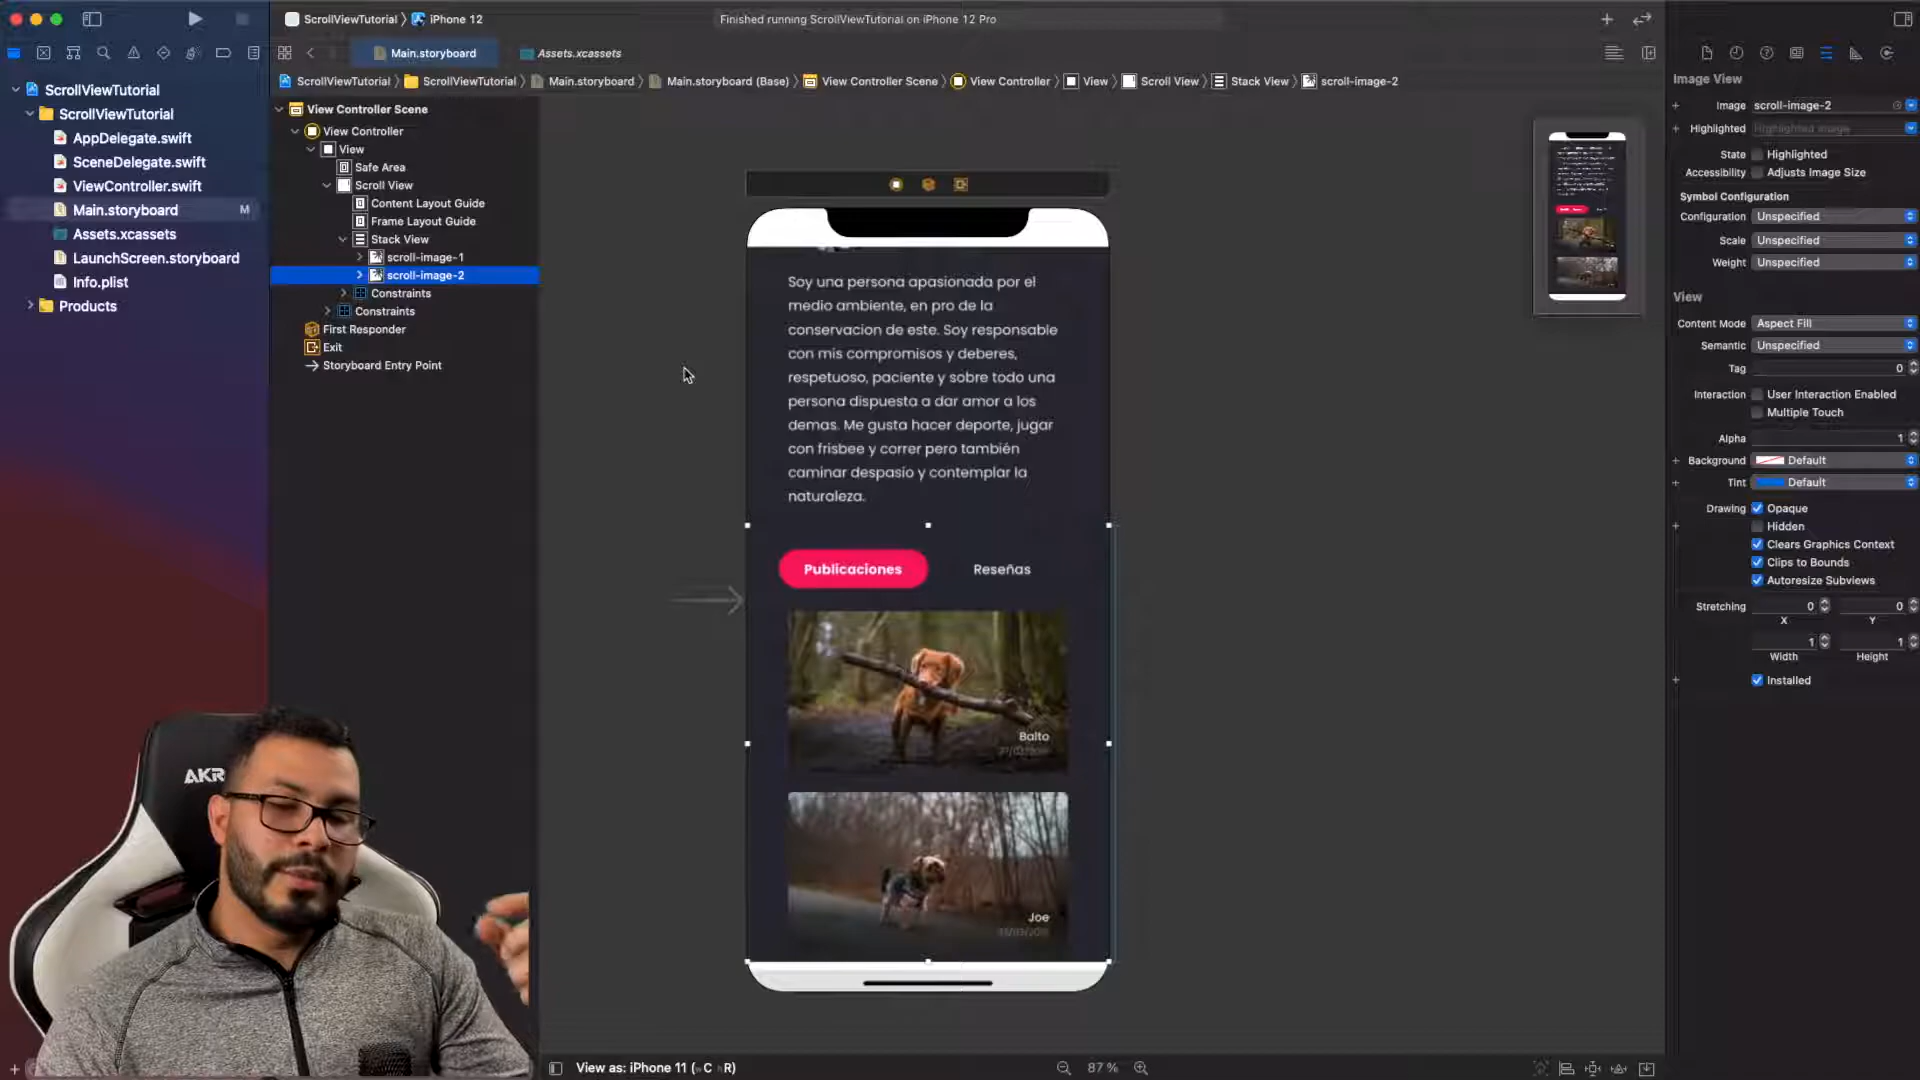 ScrollViewTutorial
iPhone 12
Finished running ScrollViewTutorial on iPhone 12 Pro
Main.storyboard
Assets.xcassets
ScrollViewTutorial
ScrollViewTutorial
Main.storyboard
Main.storyboard (Base)
View Controller Scene
View Controller
View
Scroll View
Stack View
scroll-image-2
ScrollViewTutorial
ScrollViewTutorial
AppDelegate.swift
SceneDelegate.swift
ViewController.swift
Main.storyboard
M
Assets.xcassets
LaunchScreen.storyboard
Info.plist
Products
View Controller Scene
View Controller
View
Safe Area
Scroll View
Content Layout Guide
Frame Layout Guide
Stack View
scroll-image-1
scroll-image-2
Constraints
Constraints
First Responder
Exit
Storyboard Entry Point
Soy una persona apasionada por el
medio ambiente, en pro de la
conservacion de este. Soy responsable
con mis compromisos y deberes,
respetuoso, paciente y sobre todo una
persona dispuesta a dar amor a los
demas. Me gusta hacer deporte, jugar
con frisbee y correr pero también
caminar despasio y contemplar la
naturaleza.
Publicaciones
Reseñas
Balto
Joe
AKR
View as: iPhone 11 (wC hR)
87 %
Image View
Image scroll-image-2
Highlighted Highlighted Image
State Highlighted
Accessibility Adjusts Image Size
Symbol Configuration
Configuration Unspecified
Scale Unspecified
Weight Unspecified
View
Content Mode Aspect Fill
Semantic Unspecified
Tag 0
Interaction User Interaction Enabled
Multiple Touch
Alpha 1
Background Default
Tint Default
Drawing Opaque
Hidden
Clears Graphics Context
Clips to Bounds
Autoresize Subviews
Stretching 0 0
X Y
1 1
Width Height
Installed